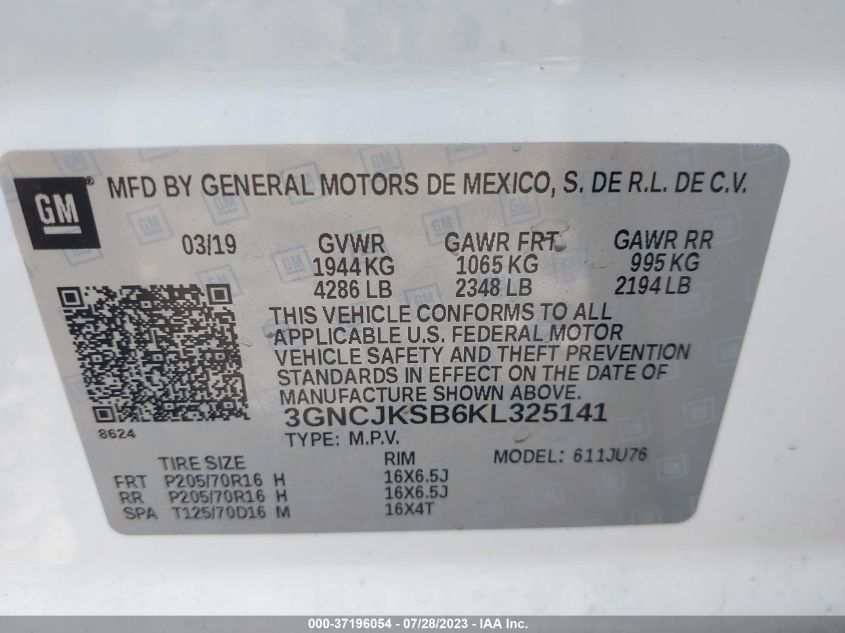 GM
MFD BY GENERAL MOTORS DE MEXICO, S. DE R.L. DE C.V.
03/19 GVWR GAWR FRT GAWR RR
1944 KG 1065 KG 995 KG
4286 LB 2348 LB 2194 LB
THIS VEHICLE CONFORMS TO ALL
APPLICABLE U.S. FEDERAL MOTOR
VEHICLE SAFETY AND THEFT PREVENTION
STANDARDS IN EFFECT ON THE DATE OF
MANUFACTURE SHOWN ABOVE.
3GNCJKSB6KL325141
8624
TYPE: M.P.V.
TIRE SIZE RIM MODEL: 611JU76
FRT P205/70R16 H 16X6.5J
RR P205/70R16 H 16X6.5J
SPA T125/70D16 M 16X4T
000-37196054 / 07/28/2023 - IAA Inc.